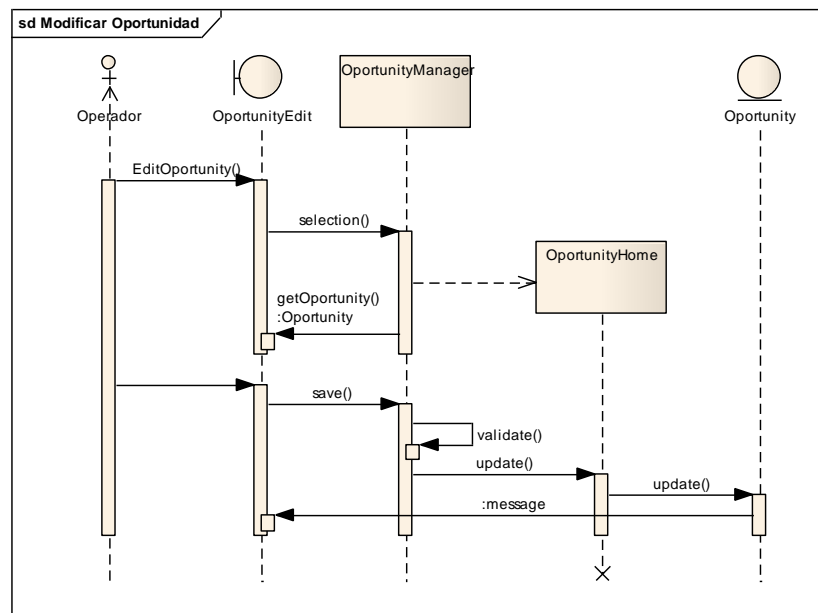 sd Modificar Oportunidad
Operador
OportunityEdit
OportunityManager
Oportunity
EditOportunity()
selection()
OportunityHome
getOportunity()
:Oportunity
save()
validate()
update()
update()
:message